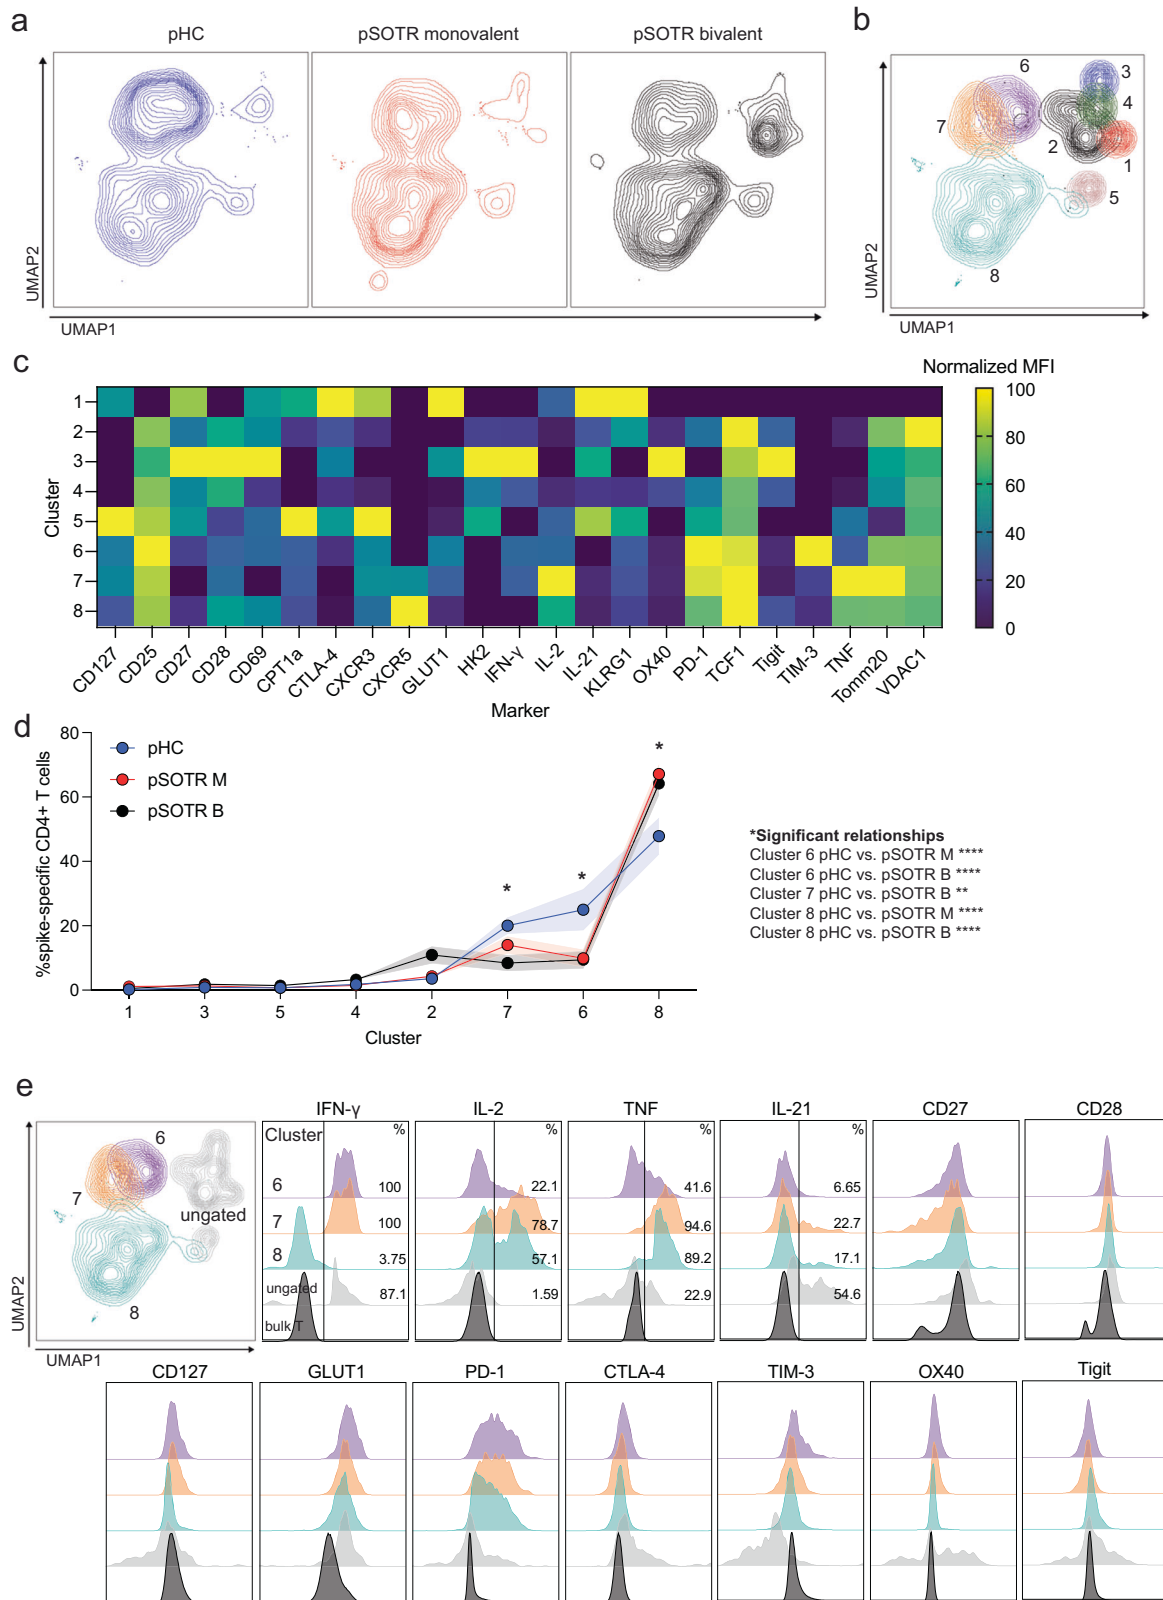 a
pHC
pSOTR monovalent
pSOTR bivalent
UMAP2
UMAP1
b
6
3
4
7
2
1
5
8
UMAP2
UMAP1
c
Normalized MFI
Cluster
1
2
3
4
5
6
7
8
100
80
60
40
20
0
CD127
CD25
CD27
CD28
CD69
CPT1a
CTLA-4
CXCR3
CXCR5
GLUT1
HK2
IFN-γ
IL-2
IL-21
KLRG1
OX40
PD-1
TCF1
Tigit
TIM-3
TNF
Tomm20
VDAC1
Marker
d
%spike-specific CD4+ T cells
80
60
40
20
0
pHC
pSOTR M
pSOTR B
* * *
1 3 5 4 2 7 6 8
Cluster
*Significant relationships
Cluster 6 pHC vs. pSOTR M ****
Cluster 6 pHC vs. pSOTR B ****
Cluster 7 pHC vs. pSOTR B **
Cluster 8 pHC vs. pSOTR M ****
Cluster 8 pHC vs. pSOTR B ****
e
6
7
ungated
8
UMAP2
UMAP1
IFN-γ IL-2 TNF IL-21 CD27 CD28
Cluster % % % %
6 100 22.1 41.6 6.65
7 100 78.7 94.6 22.7
8 3.75 57.1 89.2 17.1
ungated 87.1 1.59 22.9 54.6
bulk T
CD127 GLUT1 PD-1 CTLA-4 TIM-3 OX40 Tigit